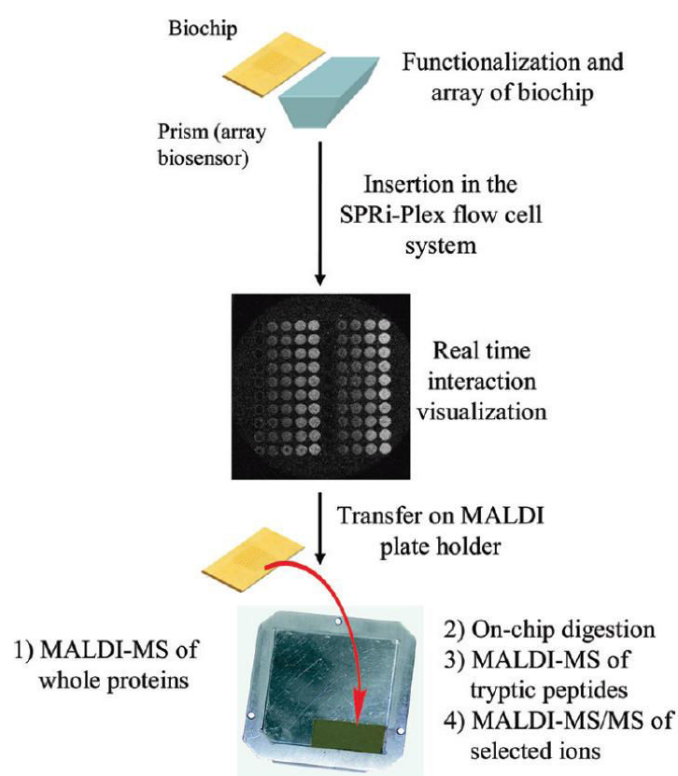 Biochip
Functionalization and
array of biochip
Prism (array
biosensor)
Insertion in the
SPRi-Plex flow cell
system
Real time
interaction
visualization
Transfer on MALDI
plate holder
1) MALDI-MS of
whole proteins
2) On-chip digestion
3) MALDI-MS of
tryptic peptides
4) MALDI-MS/MS of
selected ions